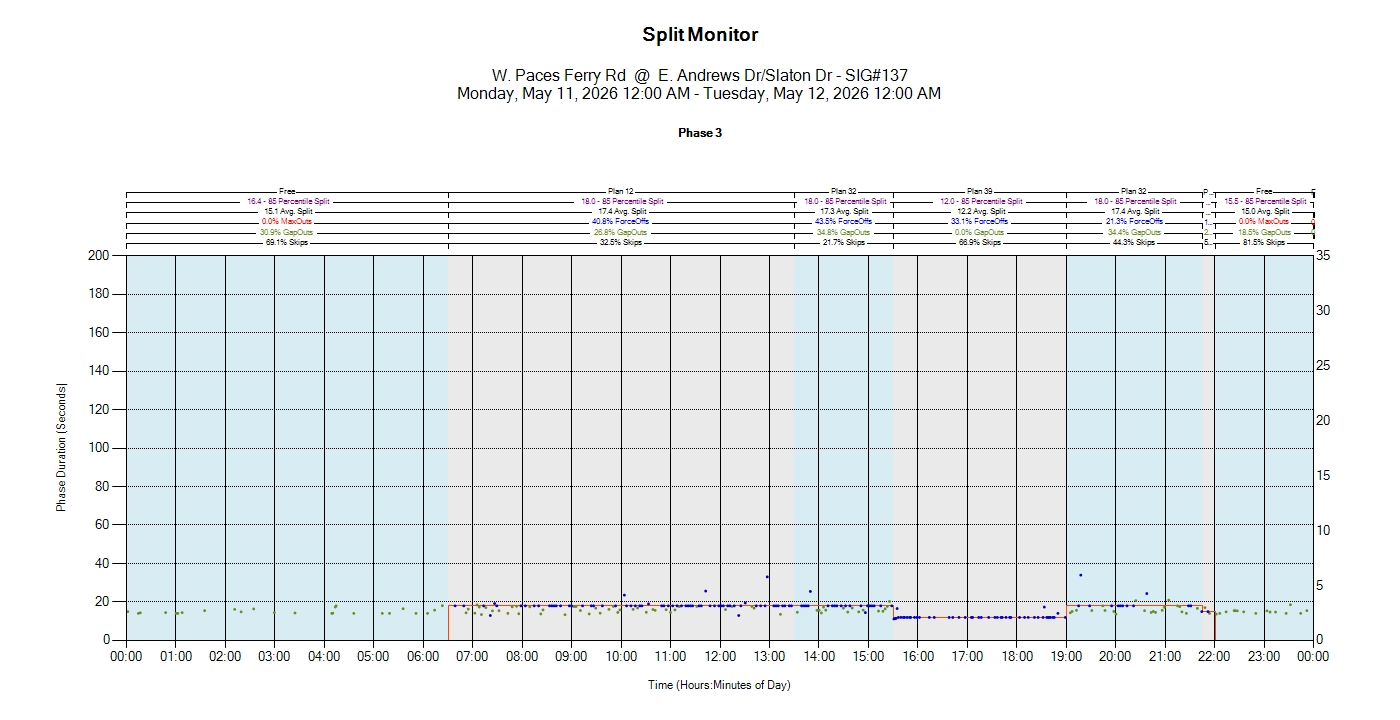 Split Monitor
W. Paces Ferry Rd @ E. Andrews Dr/Slaton Dr - SIG#137
Monday, May 11, 2026 12:00 AM - Tuesday, May 12, 2026 12:00 AM
Phase 3
Free Plan 12 Plan 32 Plan 39 Plan 32 P... Free F
16.4 - 85 Percentile Split 18.0 - 85 Percentile Split 18.0 - 85 Percentile Split 12.0 - 85 Percentile Split 18.0 - 85 Percentile Split ... 15.5 - 85 Percentile Split
15.1 Avg. Split 17.4 Avg. Split 17.3 Avg. Split 12.2 Avg. Split 17.4 Avg. Split ... 15.0 Avg. Split
0.0% MaxOuts 40.8% ForceOffs 43.5% ForceOffs 33.1% ForceOffs 21.3% ForceOffs 1... 0.0% MaxOuts
30.9% GapOuts 26.8% GapOuts 34.8% GapOuts 0.0% GapOuts 34.4% GapOuts 2... 18.5% GapOuts
69.1% Skips 32.5% Skips 21.7% Skips 66.9% Skips 44.3% Skips 5... 81.5% Skips
200 35
180
30
160
140 25
120
20
100
80 15
60
10
40
5
20
0 0
00:00 01:00 02:00 03:00 04:00 05:00 06:00 07:00 08:00 09:00 10:00 11:00 12:00 13:00 14:00 15:00 16:00 17:00 18:00 19:00 20:00 21:00 22:00 23:00 00:00
Phase Duration (Seconds)
Time (Hours:Minutes of Day)